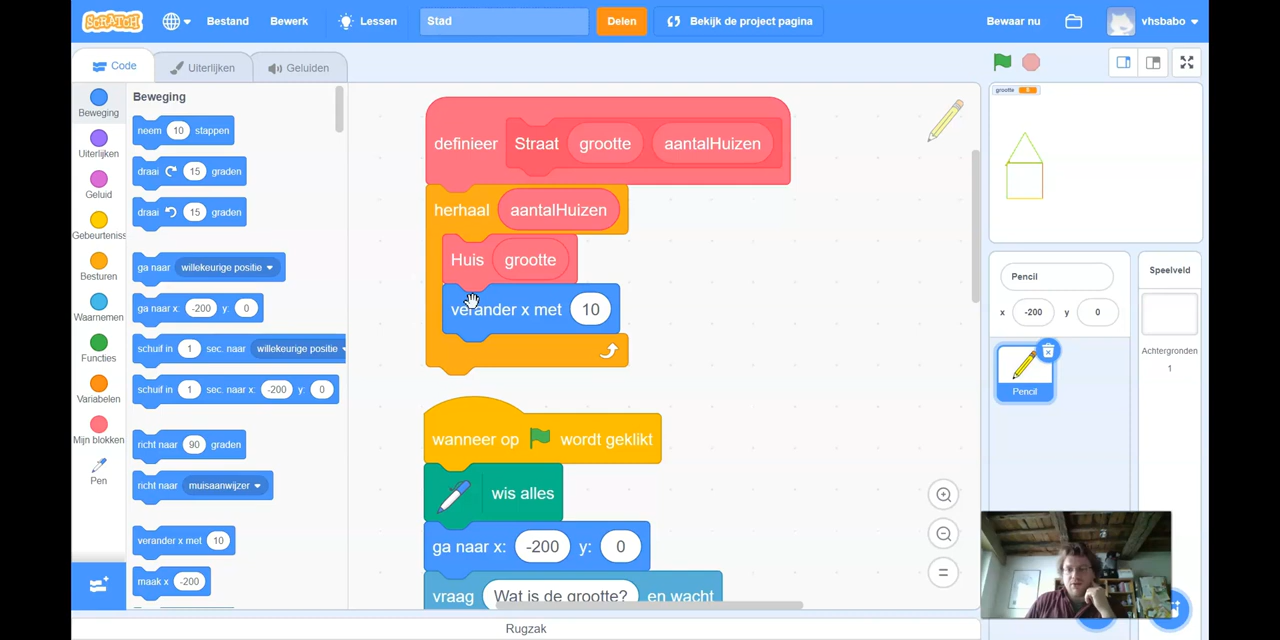 SCRATCH
Bestand
Bewerk
Lessen
Stad
Delen
Bekijk de project pagina
Bewaar nu
vhsbabo
Code
Uiterlijken
Geluiden
Beweging
Uiterlijken
Geluid
Gebeurteniss
Besturen
Waarnemen
Functies
Variabelen
Mijn blokken
Pen
Beweging
neem 10 stappen
draai 15 graden
draai 15 graden
ga naar willekeurige positie
ga naar x: -200 y: 0
schuif in 1 sec. naar willekeurige positie
schuif in 1 sec. naar x: -200 y: 0
richt naar 90 graden
richt naar muisaanwijzer
verander x met 10
maak x -200
definieer Straat grootte aantalHuizen
herhaal aantalHuizen
Huis grootte
verander x met 10
wanneer op wordt geklikt
wis alles
ga naar x: -200 y: 0
vraag Wat is de grootte? en wacht
grootte
Pencil
x -200 y 0
Pencil
Speelveld
Achtergronden
1
Rugzak